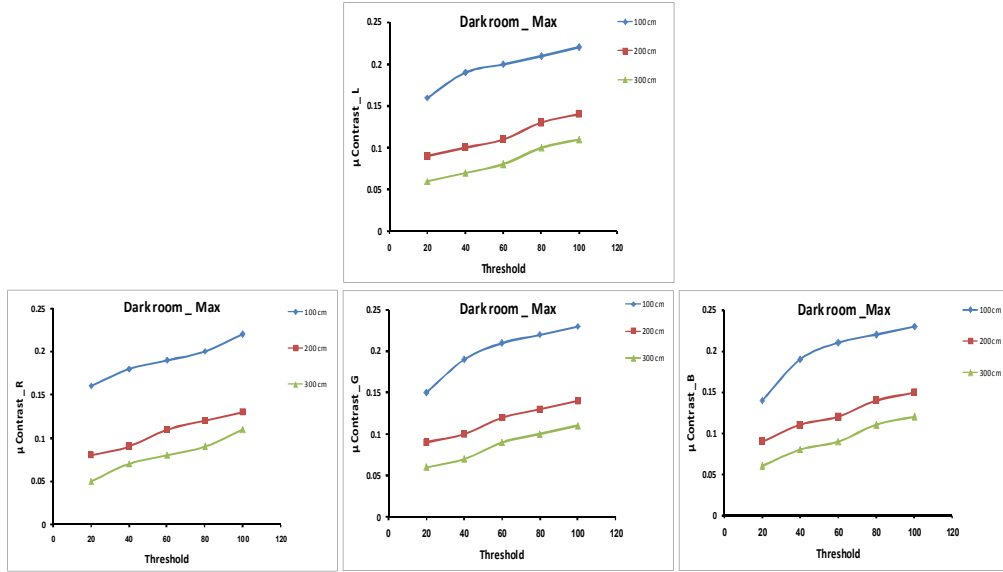 Darkroom _ Max
μ Contrast _ L
0.25
0.2
0.15
0.1
0.05
0
0 20 40 60 80 100 120
Threshold
100 cm
200 cm
300 cm
Darkroom _ Max
μ Contrast _ R
0.25
0.2
0.15
0.1
0.05
0
0 20 40 60 80 100 120
Threshold
100 cm
200 cm
300 cm
Darkroom _ Max
μ Contrast _ G
0.25
0.2
0.15
0.1
0.05
0
0 20 40 60 80 100 120
Threshold
100 cm
200 cm
300 cm
Darkroom _Max
μ Contrast _ B
0.25
0.2
0.15
0.1
0.05
0
0 20 40 60 80 100 120
Threshold
100 cm
200 cm
300 cm